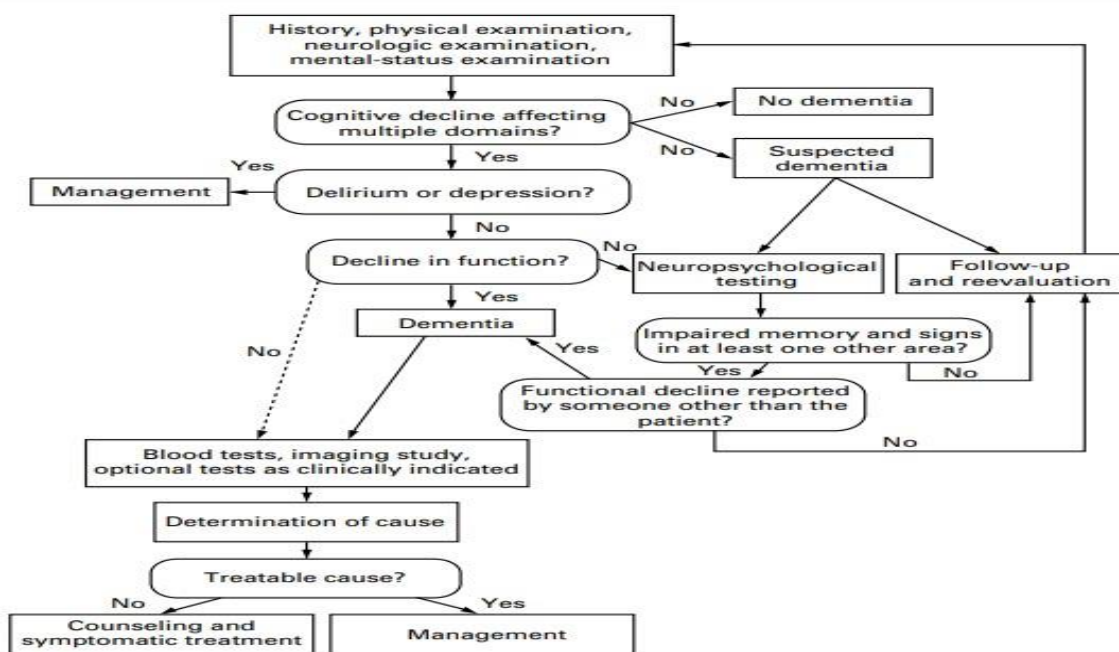 History, physical examination,
neurologic examination,
mental-status examination
Cognitive decline affecting
multiple domains?
No
No dementia
No
Suspected
dementia
Yes
Yes
Management
Delirium or depression?
No
Decline in function?
No
Neuropsychological
testing
Follow-up
and reevaluation
Yes
Dementia
No
Impaired memory and signs
in at least one other area?
Yes
Yes
No
Functional decline reported
by someone other than the
patient?
No
Blood tests, imaging study,
optional tests as clinically indicated
Determination of cause
Treatable cause?
No
Yes
Counseling and
symptomatic treatment
Management